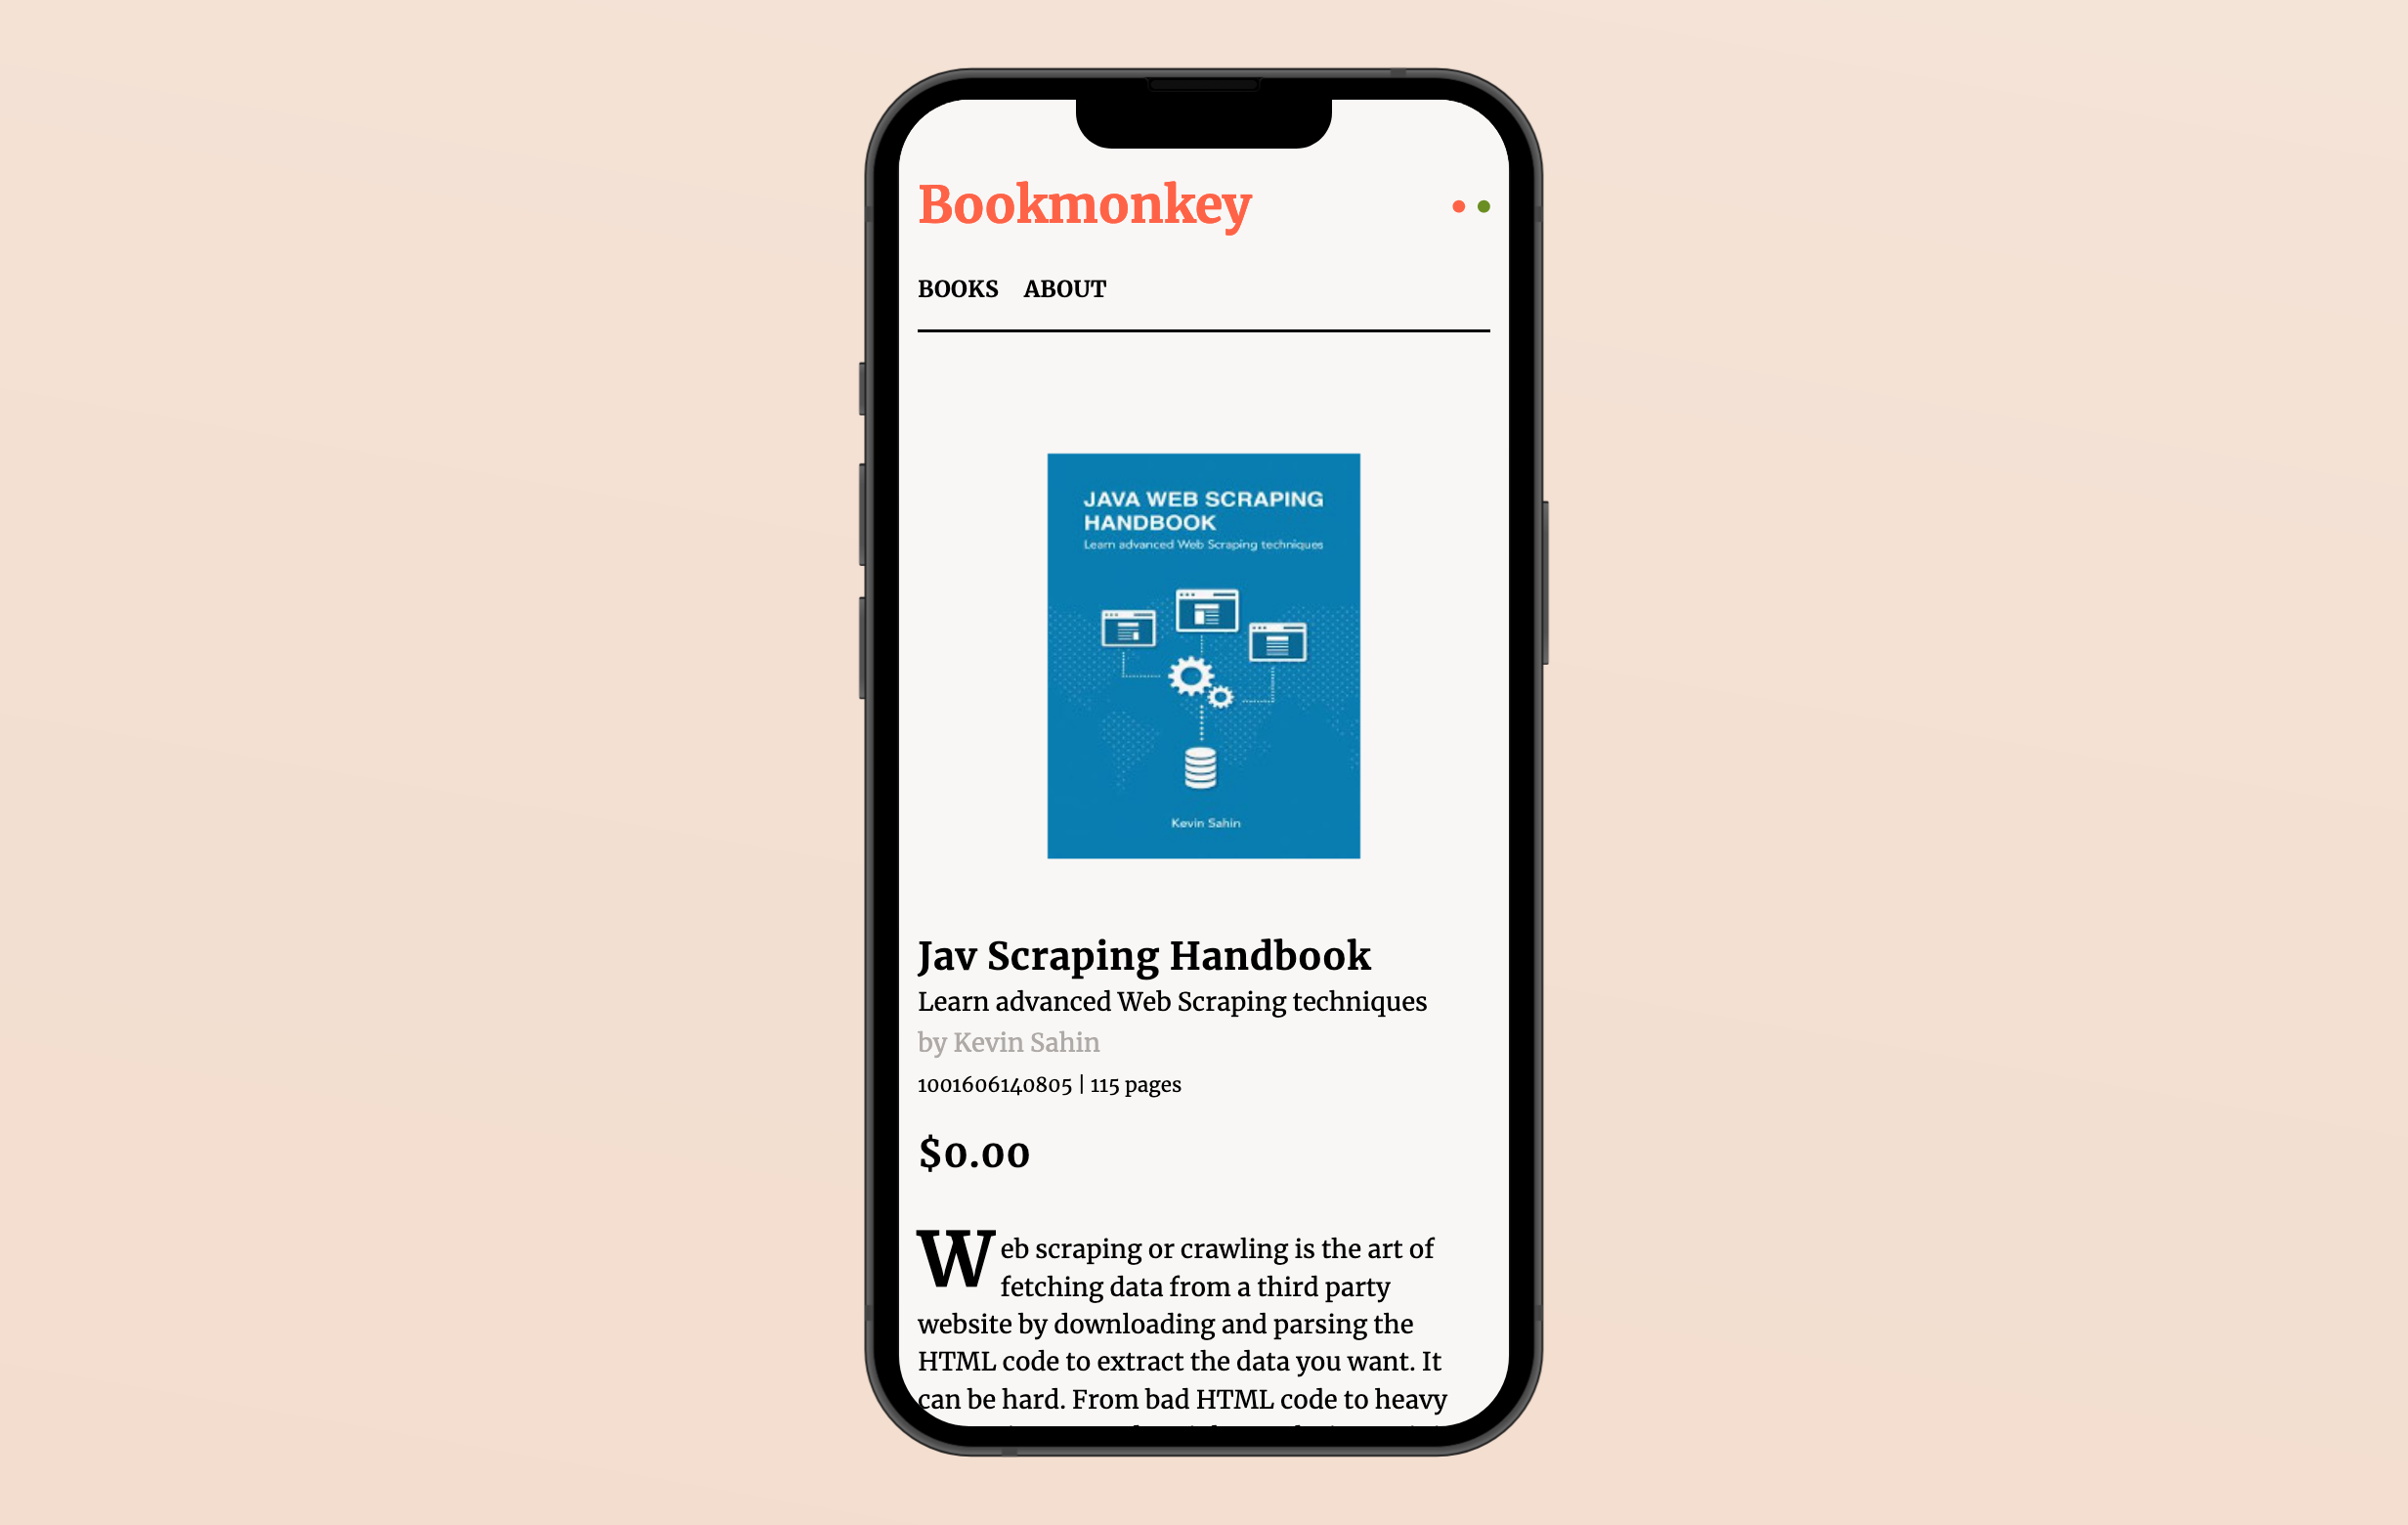 Bookmonkey
BOOKS ABOUT
JAVA WEB SCRAPING
HANDBOOK
Learn advanced Web Scraping techniques
Kevin Sahin
Jav Scraping Handbook
Learn advanced Web Scraping techniques
by Kevin Sahin
1001606140805 | 115 pages
$0.00
Web scraping or crawling is the art of
fetching data from a third party
website by downloading and parsing the
HTML code to extract the data you want. It
can be hard. From bad HTML code to heavy